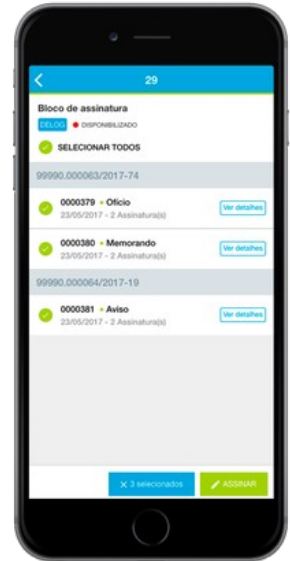 29
Bloco de assinatura
DELOG DISPONIBILIZADO
SELECIONAR TODOS
99990.000063/2017-74
0000379 • Ofício Ver detalhes
23/05/2017 - 2 Assinatura(s)
0000380 • Memorando Ver detalhes
23/05/2017 - 2 Assinatura(s)
99990.000064/2017-19
0000381 • Aviso Ver detalhes
23/05/2017 - 2 Assinatura(s)
× 3 selecionados ASSINAR